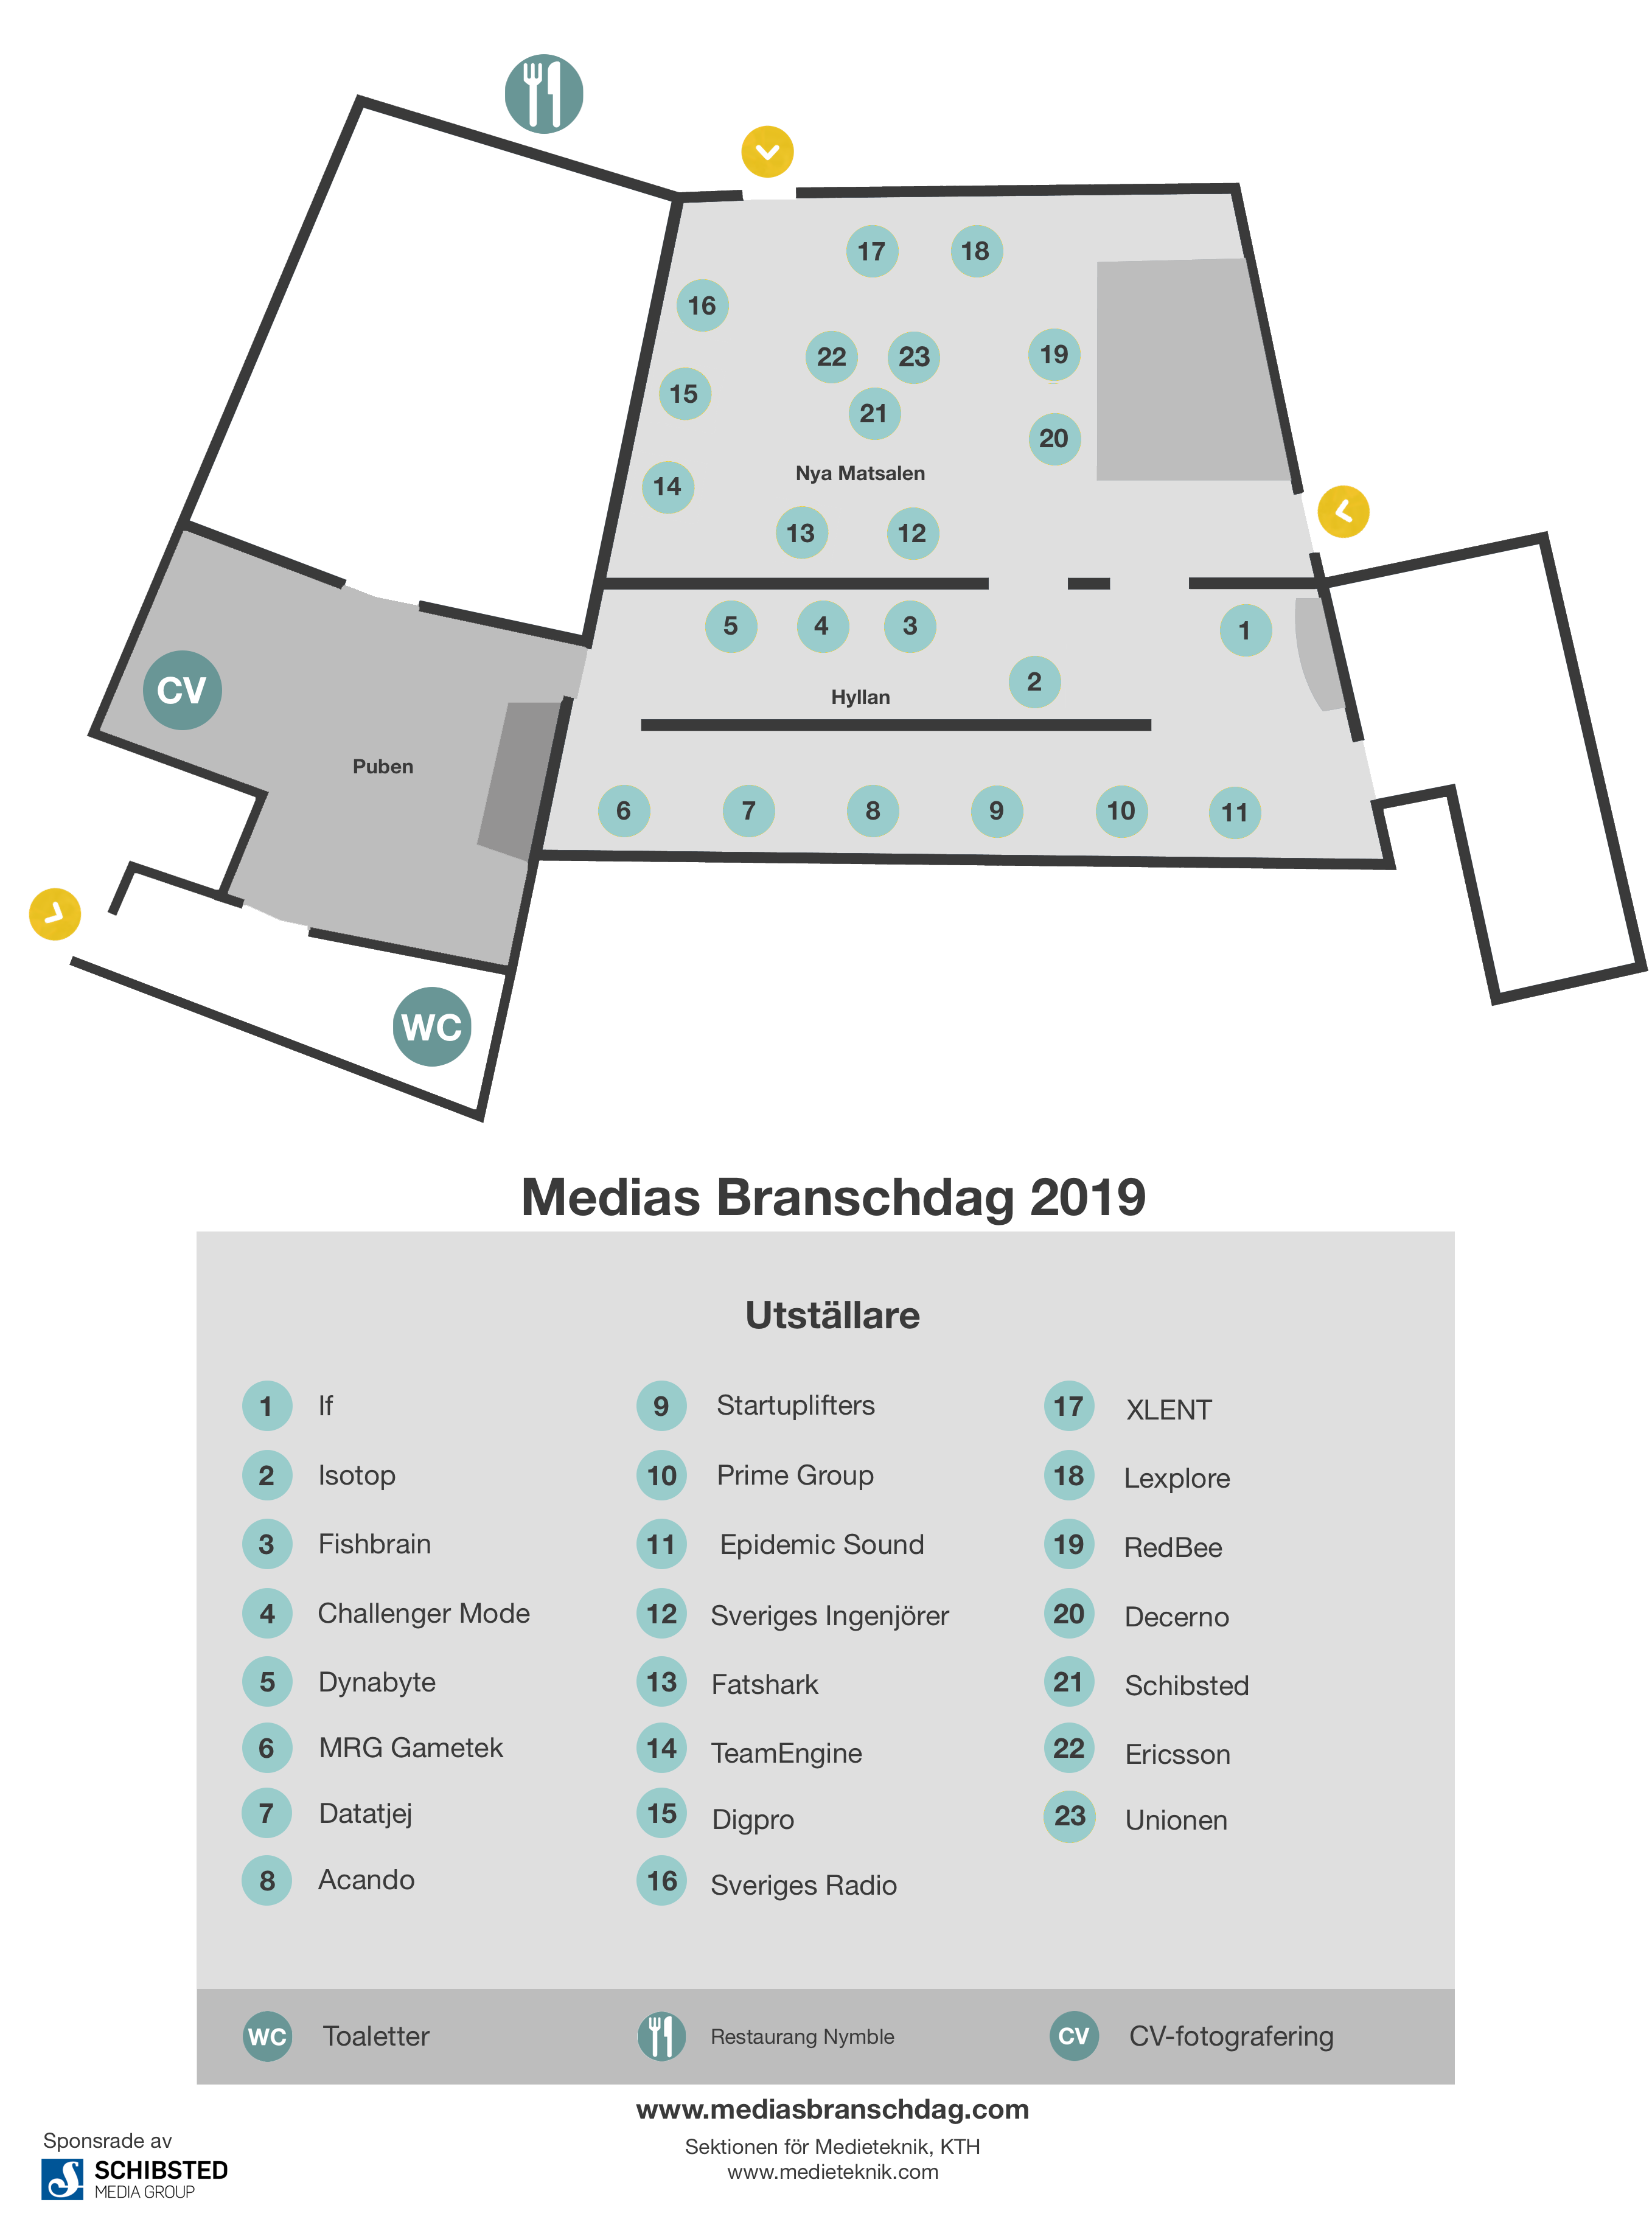 17 18
16
22 23 19
15
21
20
Nya Matsalen
14
13 12
5 4 3 1
2
CV
Hyllan
Puben
6 7 8 9 10 11
WC
Medias Branschdag 2019
Utställare
1 If
2 Isotop
3 Fishbrain
4 Challenger Mode
5 Dynabyte
6 MRG Gametek
7 Datatjej
8 Acando
9 Startuplifters
10 Prime Group
11 Epidemic Sound
12 Sveriges Ingenjörer
13 Fatshark
14 TeamEngine
15 Digpro
16 Sveriges Radio
17 XLENT
18 Lexplore
19 RedBee
20 Decerno
21 Schibsted
22 Ericsson
23 Unionen
WC Toaletter
Restaurang Nymble
CV CV-fotografering
www.mediasbranschdag.com
Sektionen för Medieteknik, KTH
www.medieteknik.com
Sponsrade av
SCHIBSTED
MEDIA GROUP